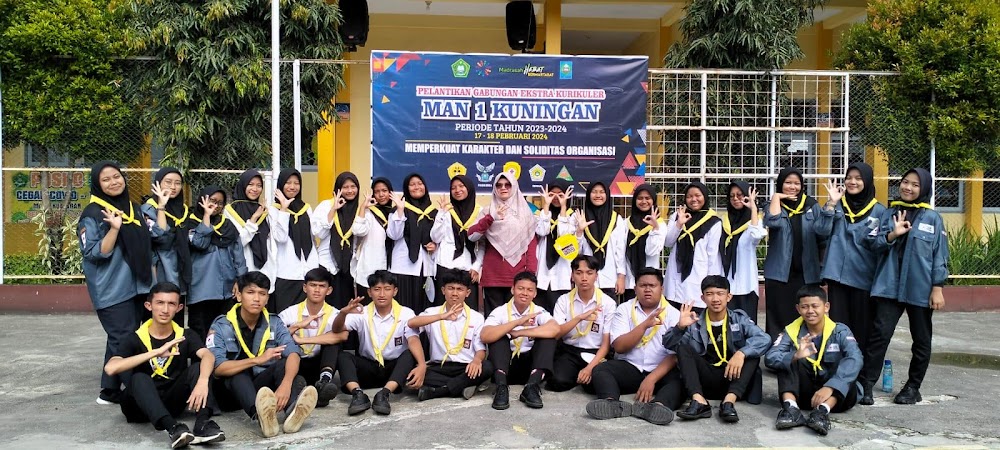 Madrasah HEBAT
BERMARTABAT
PELANTIKAN GABUNGAN EKSTRA KURIKULER
MAN 1 KUNINGAN
PERIODE TAHUN 2023-2024
17 - 18 PEBRUARI 2024
MEMPERKUAT KARAKTER DAN SOLIDITAS ORGANISASI